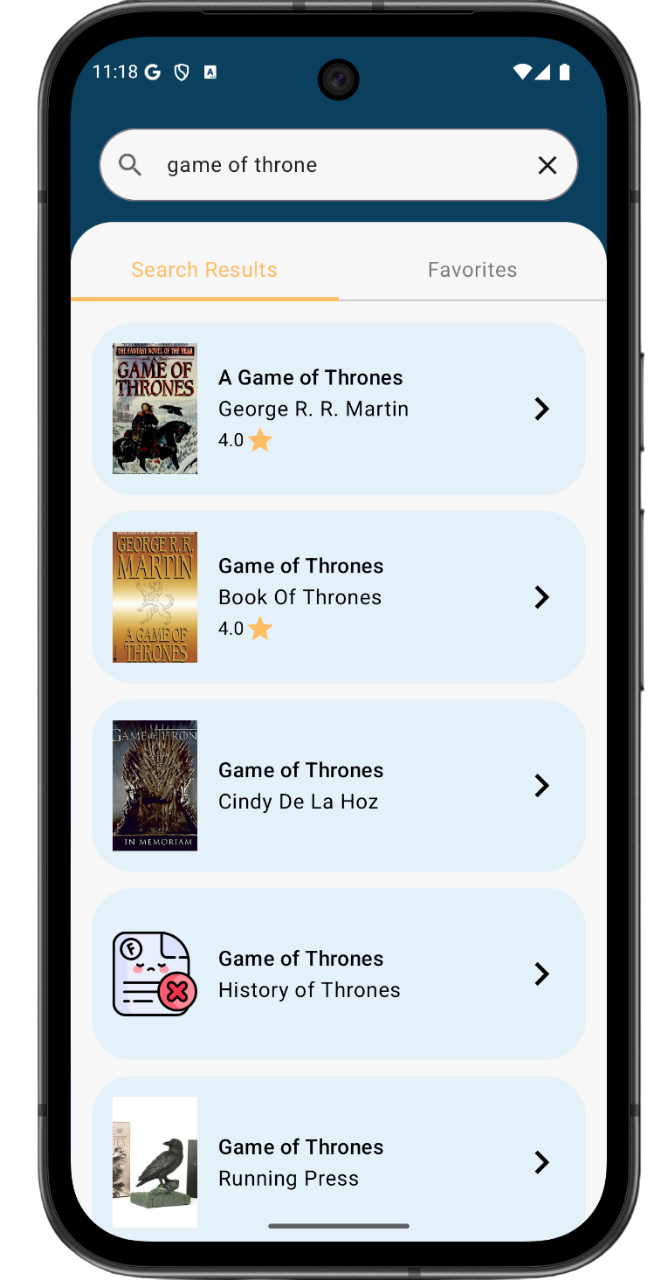 11:18
game of throne
Search Results
Favorites
THE FANTASY NOVEL OF THE YEAR
A
GAME OF
THRONES
A Game of Thrones
George R. R. Martin
4.0
GEORGE R.R.
MARTIN
A GAME OF
THRONES
Game of Thrones
Book Of Thrones
4.0
GAME OF THRON
IN MEMORIAM
Game of Thrones
Cindy De La Hoz
F
Game of Thrones
History of Thrones
Game of Thrones
Running Press